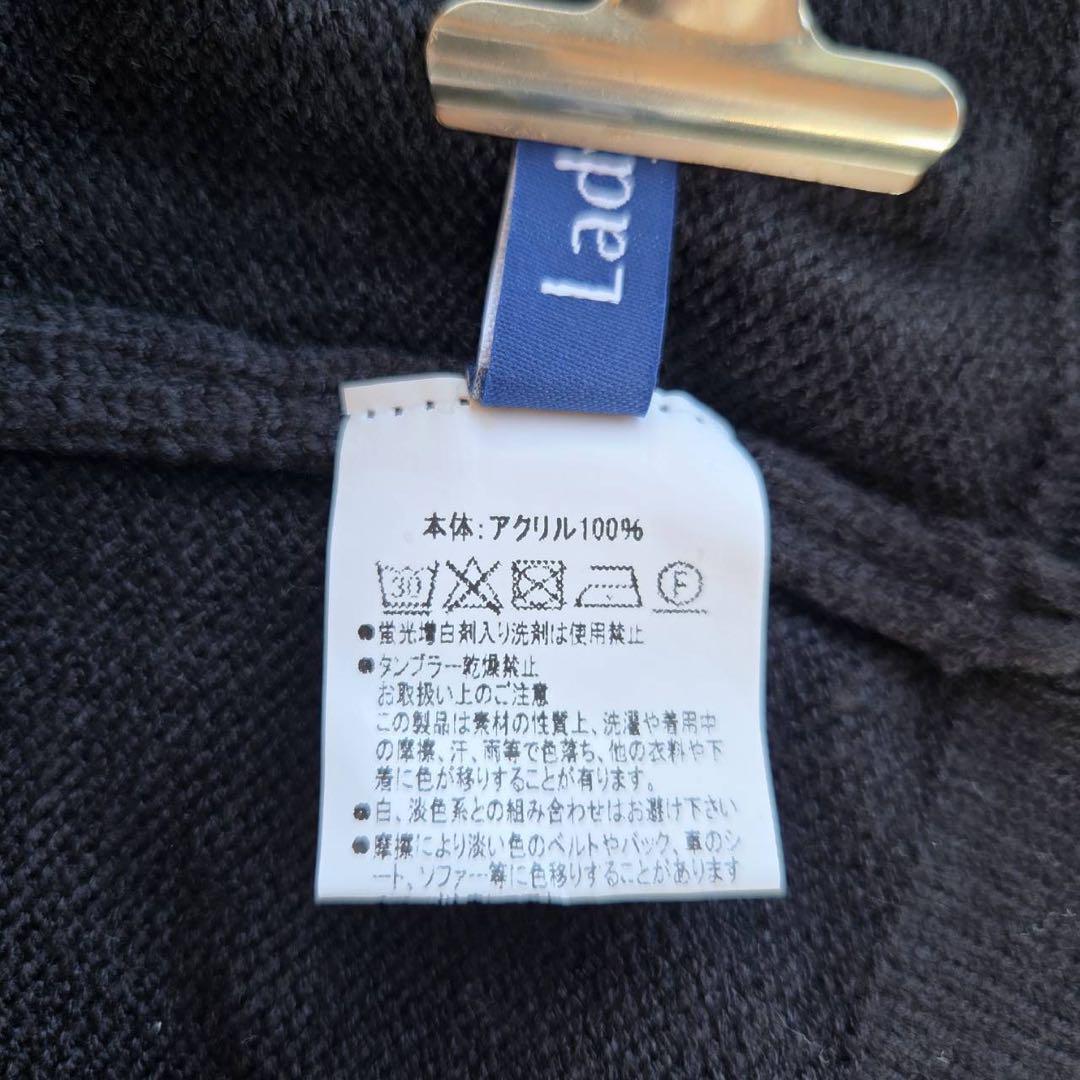 Lad
本体:アクリル100%
30
F
●蛍光増白剤入り洗剤は使用禁止
●タンブラー乾燥禁止
お取扱い上のご注意
この製品は素材の性質上、洗濯や着用中
の摩擦、汗、雨等で色落ち、他の衣料や下
着に色が移りすることが有ります。
●白、淡色系との組み合わせはお避け下さい
●摩擦により淡い色のベルトやバック、車のシ
ート、ソファー等に色移りすることがあります